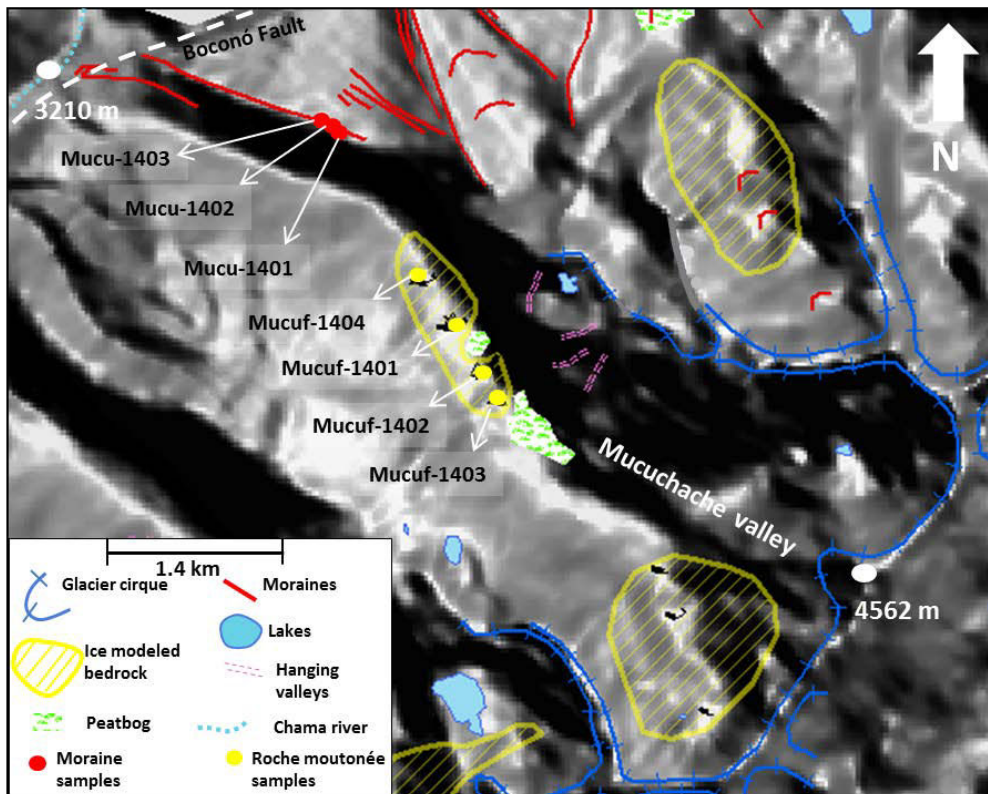 Boconó Fault
3210 m
N
Mucu-1403
Mucu-1402
Mucu-1401
Mucuf-1404
Mucuf-1401
Mucuf-1402
Mucuf-1403
Mucuchache valley
4562 m
1.4 km
Glacier cirque
Moraines
Ice modeled
bedrock
Lakes
Hanging
valleys
Peatbog
Chama river
Moraine
samples
Roche moutonée
samples